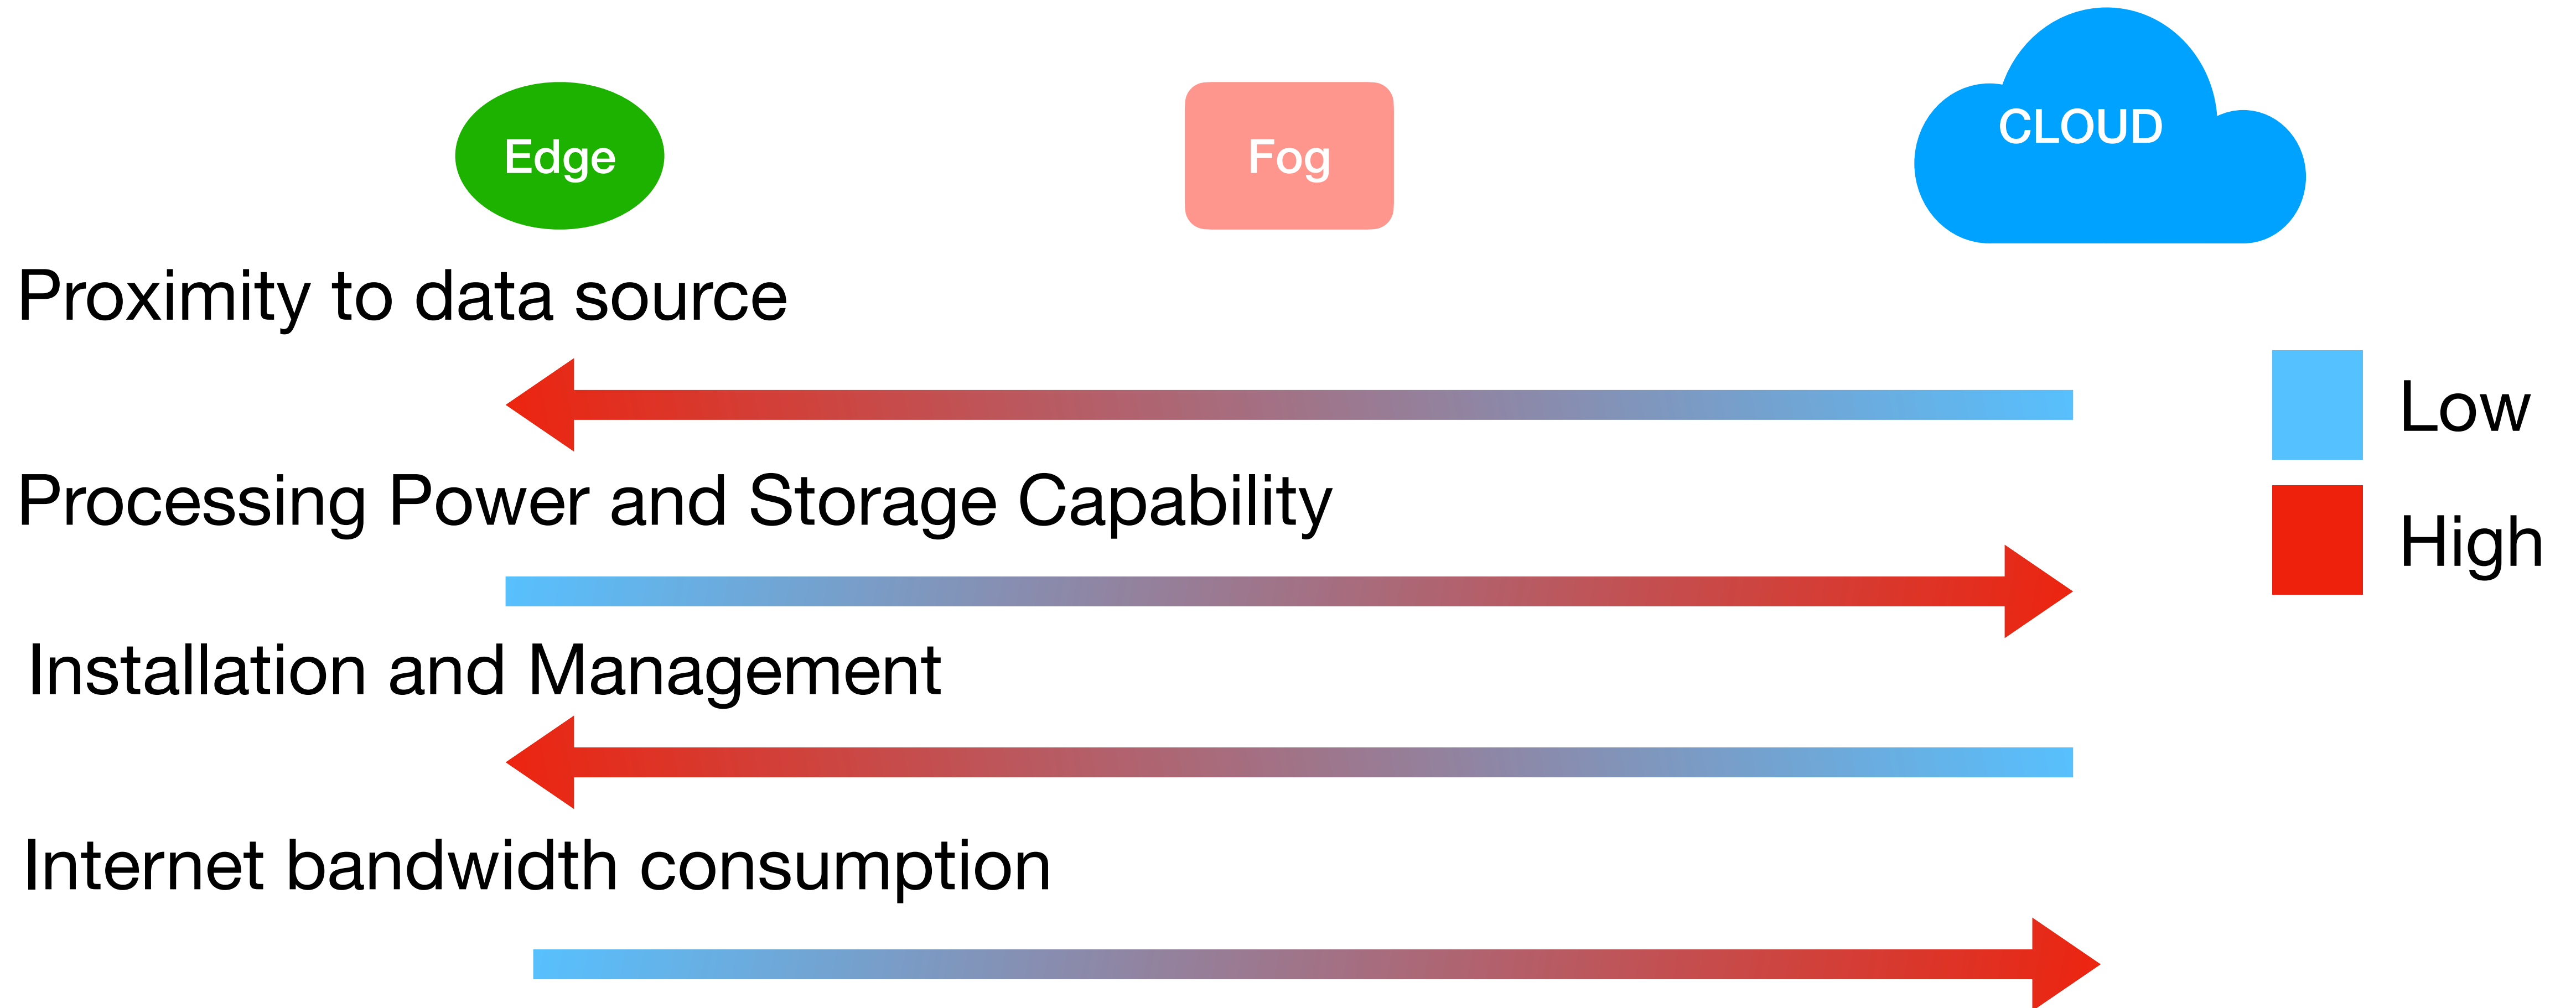 Edge
Fog
CLOUD
Proximity to data source
Low
Processing Power and Storage Capability
High
Installation and Management
Internet bandwidth consumption